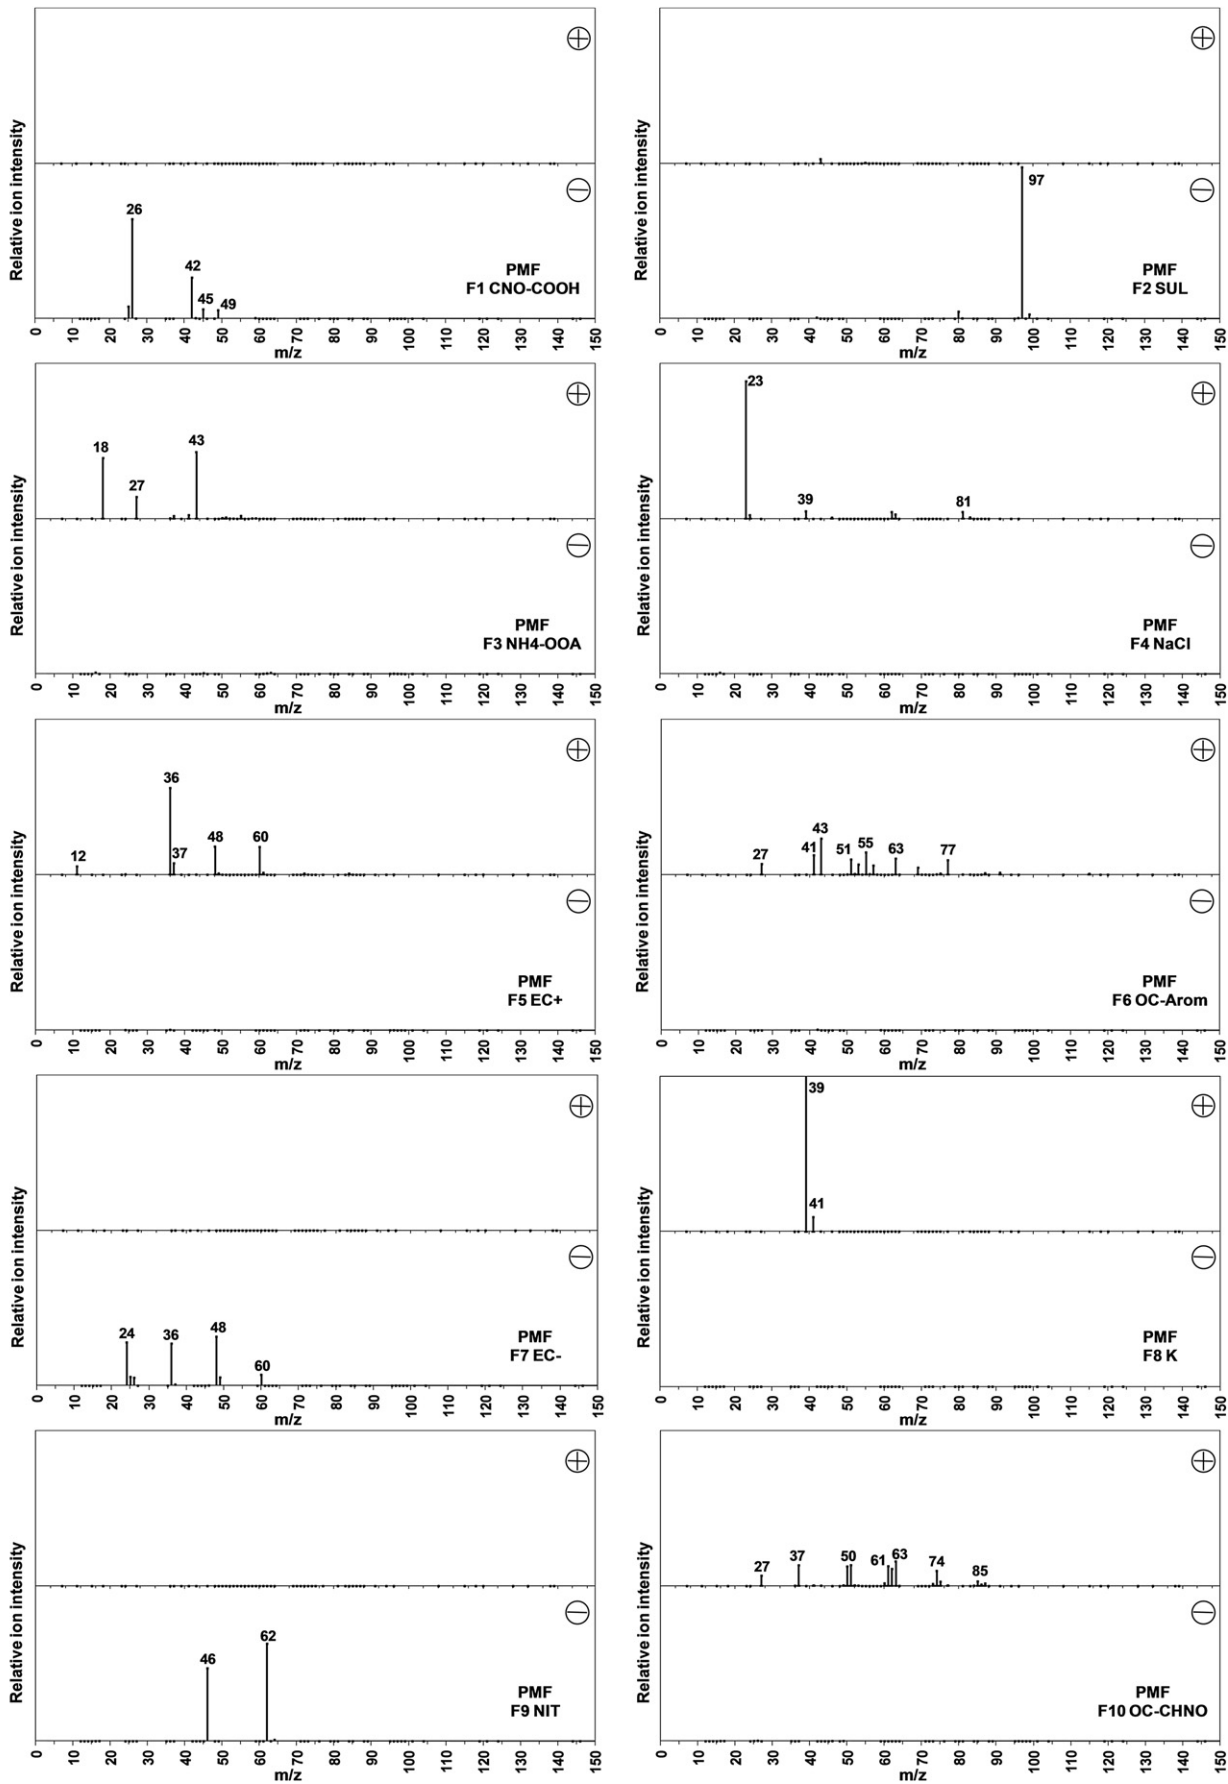 Relative ion intensity
⊕
⊖
26
42
45
49
PMF
F1 CNO-COOH
0 10 20 30 40 50 60 70 80 90 100 110 120 130 140 150
m/z
Relative ion intensity
⊕
⊖
97
PMF
F2 SUL
0 10 20 30 40 50 60 70 80 90 100 110 120 130 140 150
m/z
Relative ion intensity
⊕
⊖
18
27
43
PMF
F3 NH4-OOA
0 10 20 30 40 50 60 70 80 90 100 110 120 130 140 150
m/z
Relative ion intensity
⊕
⊖
23
39
81
PMF
F4 NaCl
0 10 20 30 40 50 60 70 80 90 100 110 120 130 140 150
m/z
Relative ion intensity
⊕
⊖
12
36
37
48
60
PMF
F5 EC+
0 10 20 30 40 50 60 70 80 90 100 110 120 130 140 150
m/z
Relative ion intensity
⊕
⊖
27
41
43
51
55
63
77
PMF
F6 OC-Arom
0 10 20 30 40 50 60 70 80 90 100 110 120 130 140 150
m/z
Relative ion intensity
⊕
⊖
24
36
48
60
PMF
F7 EC-
0 10 20 30 40 50 60 70 80 90 100 110 120 130 140 150
m/z
Relative ion intensity
⊕
⊖
39
41
PMF
F8 K
0 10 20 30 40 50 60 70 80 90 100 110 120 130 140 150
m/z
Relative ion intensity
⊕
⊖
46
62
PMF
F9 NIT
0 10 20 30 40 50 60 70 80 90 100 110 120 130 140 150
m/z
Relative ion intensity
⊕
⊖
27
37
50
61
63
74
85
PMF
F10 OC-CHNO
0 10 20 30 40 50 60 70 80 90 100 110 120 130 140 150
m/z